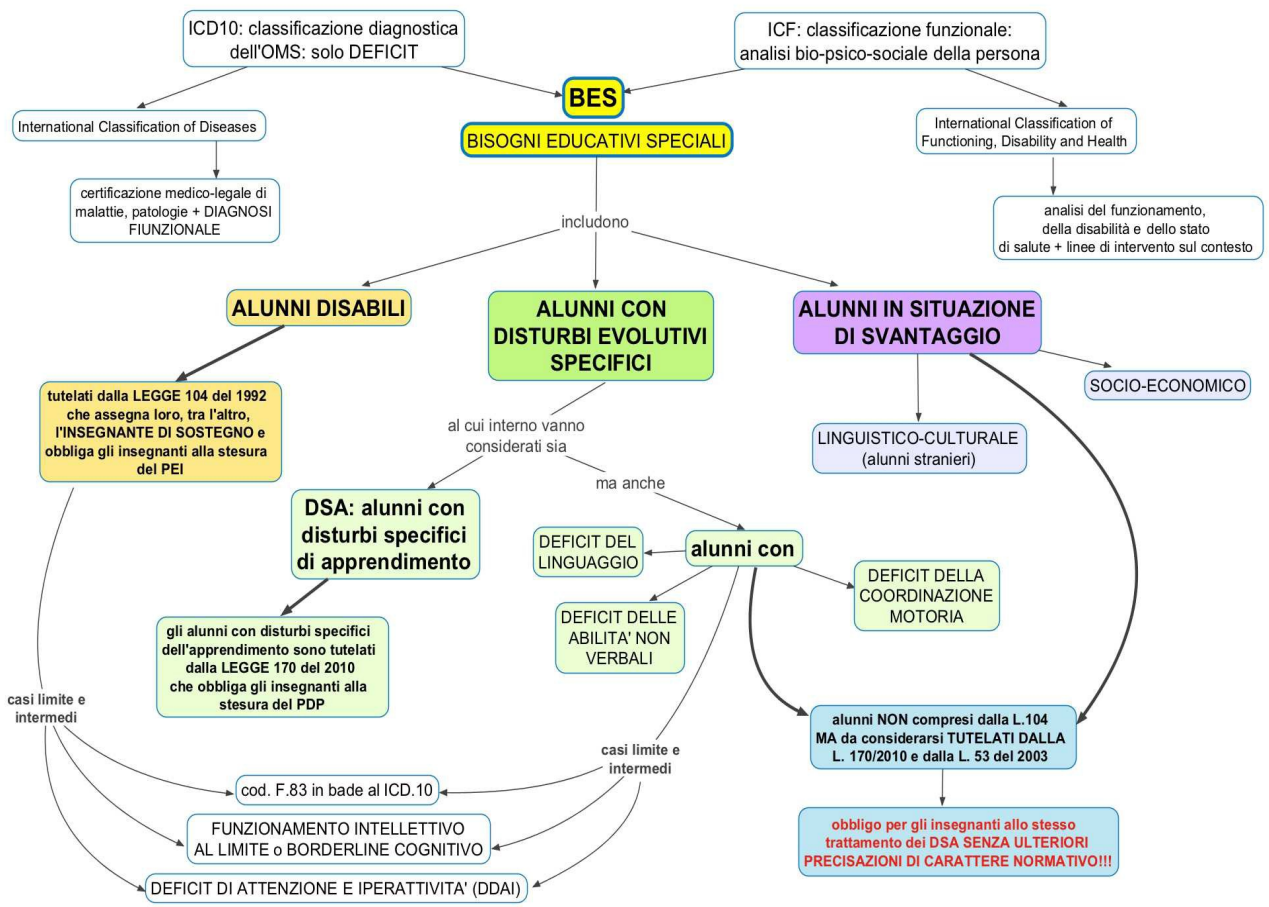 ICD10: classificazione diagnostica
dell'OMS: solo DEFICIT
ICF: classificazione funzionale:
analisi bio-psico-sociale della persona
BES
International Classification of Diseases
BISOGNI EDUCATIVI SPECIALI
International Classification of
Functioning, Disability and Health
certificazione medico-legale di
malattie, patologie + DIAGNOSI
FIUNZIONALE
analisi del funzionamento,
della disabilità e dello stato
di salute + linee di intervento sul contesto
includono
ALUNNI DISABILI
ALUNNI CON
DISTURBI EVOLUTIVI
SPECIFICI
ALUNNI IN SITUAZIONE
DI SVANTAGGIO
SOCIO-ECONOMICO
LINGUISTICO-CULTURALE
(alunni stranieri)
tutelati dalla LEGGE 104 del 1992
che assegna loro, tra l'altro,
l'INSEGNANTE DI SOSTEGNO e
obbliga gli insegnanti alla stesura
del PEI
al cui interno vanno
considerati sia
ma anche
DSA: alunni con
disturbi specifici
di apprendimento
alunni con
DEFICIT DEL
LINGUAGGIO
DEFICIT DELLE
ABILITA' NON
VERBALI
DEFICIT DELLA
COORDINAZIONE
MOTORIA
gli alunni con disturbi specifici
dell'apprendimento sono tutelati
dalla LEGGE 170 del 2010
che obbliga gli insegnanti alla
stesura del PDP
casi limite e
intermedi
casi limite e
intermedi
alunni NON compresi dalla L.104
MA da considerarsi TUTELATI DALLA
L. 170/2010 e dalla L. 53 del 2003
cod. F.83 in bade al ICD.10
FUNZIONAMENTO INTELLETTIVO
AL LIMITE o BORDERLINE COGNITIVO
DEFICIT DI ATTENZIONE E IPERATTIVITA' (DDAI)
obbligo per gli insegnanti allo stesso
trattamento dei DSA SENZA ULTERIORI
PRECISAZIONI DI CARATTERE NORMATIVO!!!